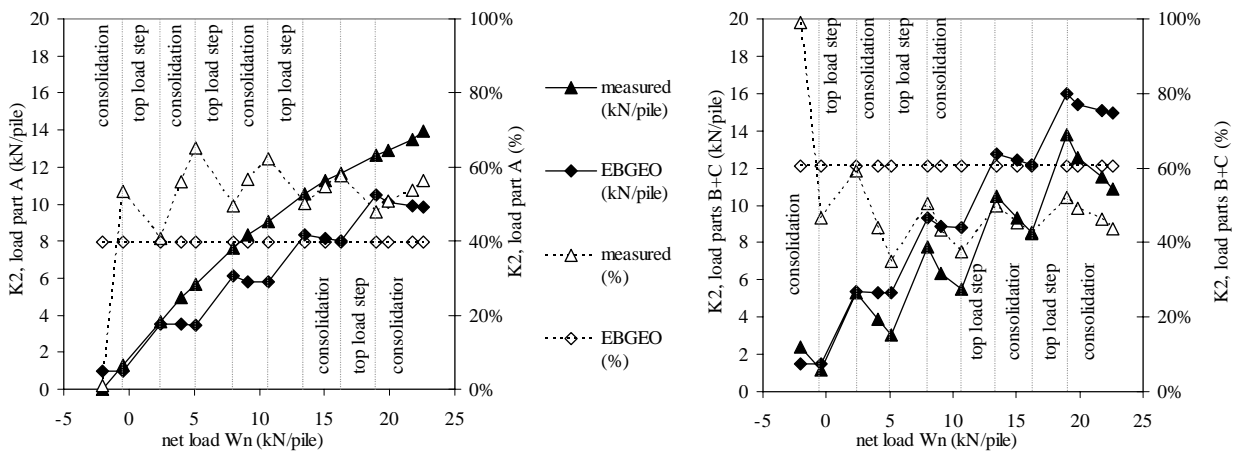 20
18
16
14
12
10
8
6
4
2
0
K2, load part A (kN/pile)
consolidation
top load step
consolidation
top load step
consolidation
top load step
consolidatior
top load step
consolidatior
100%
80%
60%
40%
20%
0%
K2, load part A (%)
-5 0 5 10 15 20 25
net load Wn (kN/pile)
measured
(kN/pile)
EBGEO
(kN/pile)
measured
(%)
EBGEO
(%)
20
18
16
14
12
10
8
6
4
2
0
K2, load parts B+C (kN/pile)
consolidation
top load step
consolidation
top load step
consolidation
top load step
consolidatior
top load step
consolidatior
100%
80%
60%
40%
20%
0%
K2, load parts B+C (%)
-5 0 5 10 15 20 25
net load Wn (kN/pile)